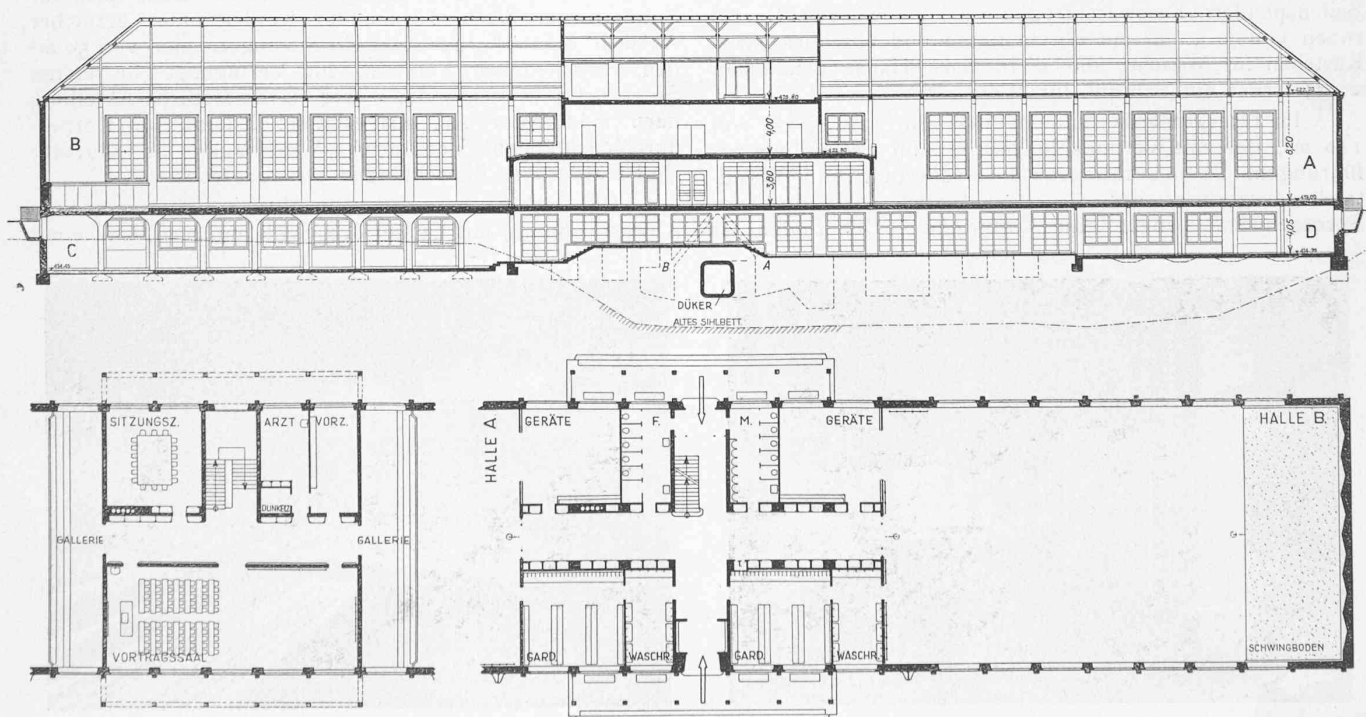 B
4,00
3,80
8,20
A
C
4,05
D
B
A
DÜKER
ALTES SIHLBETT
SITZUNGSZ.
ARZT
VORZ.
DUNKELZ.
GALLERIE
GALLERIE
VORTRAGSSAAL
HALLE A.
GERÄTE
F.
M.
GERÄTE
HALLE B.
GARD.
WASCHR.
GARD.
WASCHR.
SCHWINGBODEN